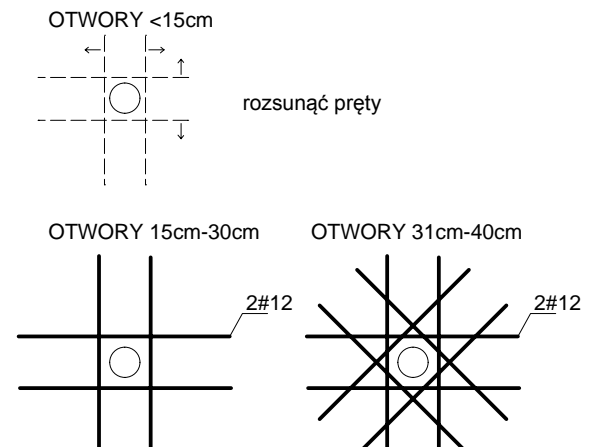 OTWORY <15cm
rozsunąć pręty
OTWORY 15cm-30cm
OTWORY 31cm-40cm
2#12
2#12